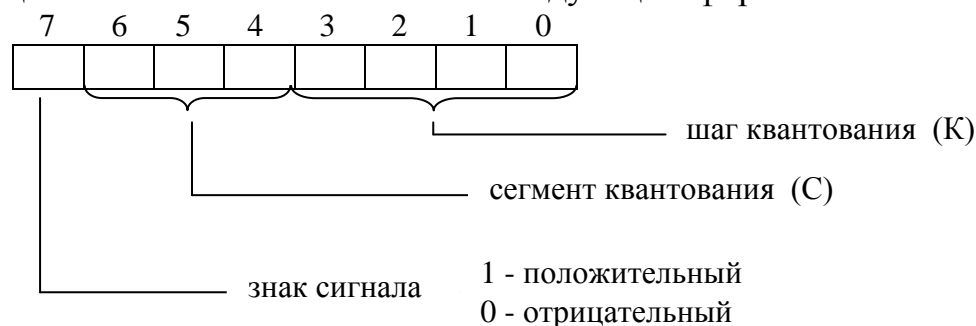 7 6 5 4 3 2 1 0
шаг квантования (К)
сегмент квантования (С)
знак сигнала 1 - положительный
0 - отрицательный